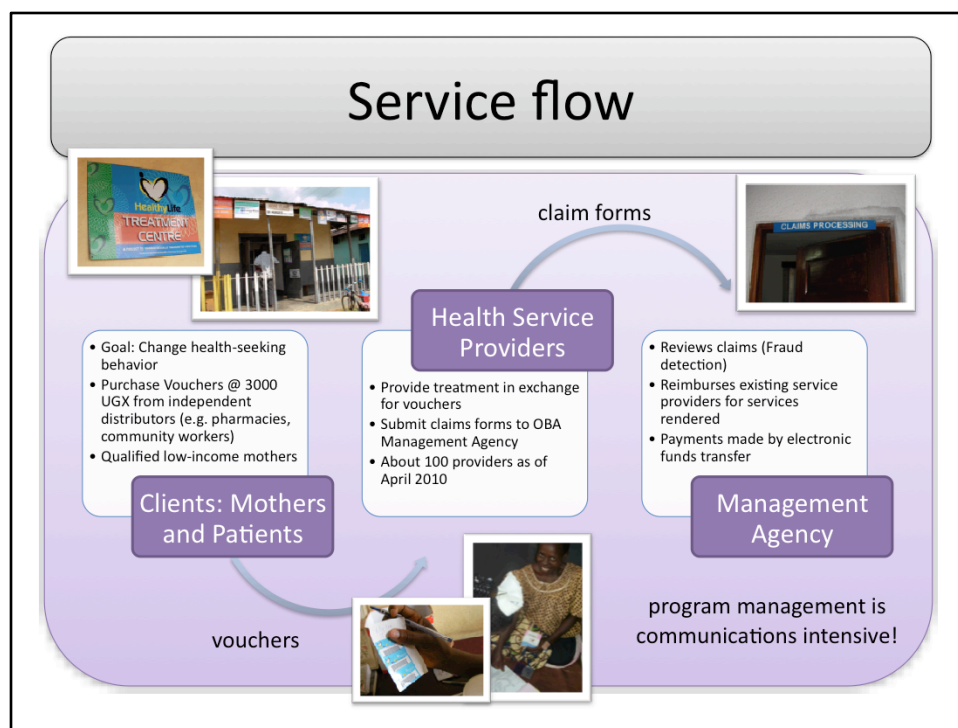 Service flow
HealthyLife
TREATMENT
CENTRE
claim forms
CLAIMS PROCESSING
• Goal: Change health-seeking
behavior
• Purchase Vouchers @ 3000
UGX from independent
distributors (e.g. pharmacies,
community workers)
• Qualified low-income mothers
Clients: Mothers
and Patients
Health Service
Providers
• Provide treatment in exchange
for vouchers
• Submit claims forms to OBA
Management Agency
• About 100 providers as of
April 2010
• Reviews claims (Fraud
detection)
• Reimburses existing service
providers for services
rendered
• Payments made by electronic
funds transfer
Management
Agency
vouchers
program management is
communications intensive!